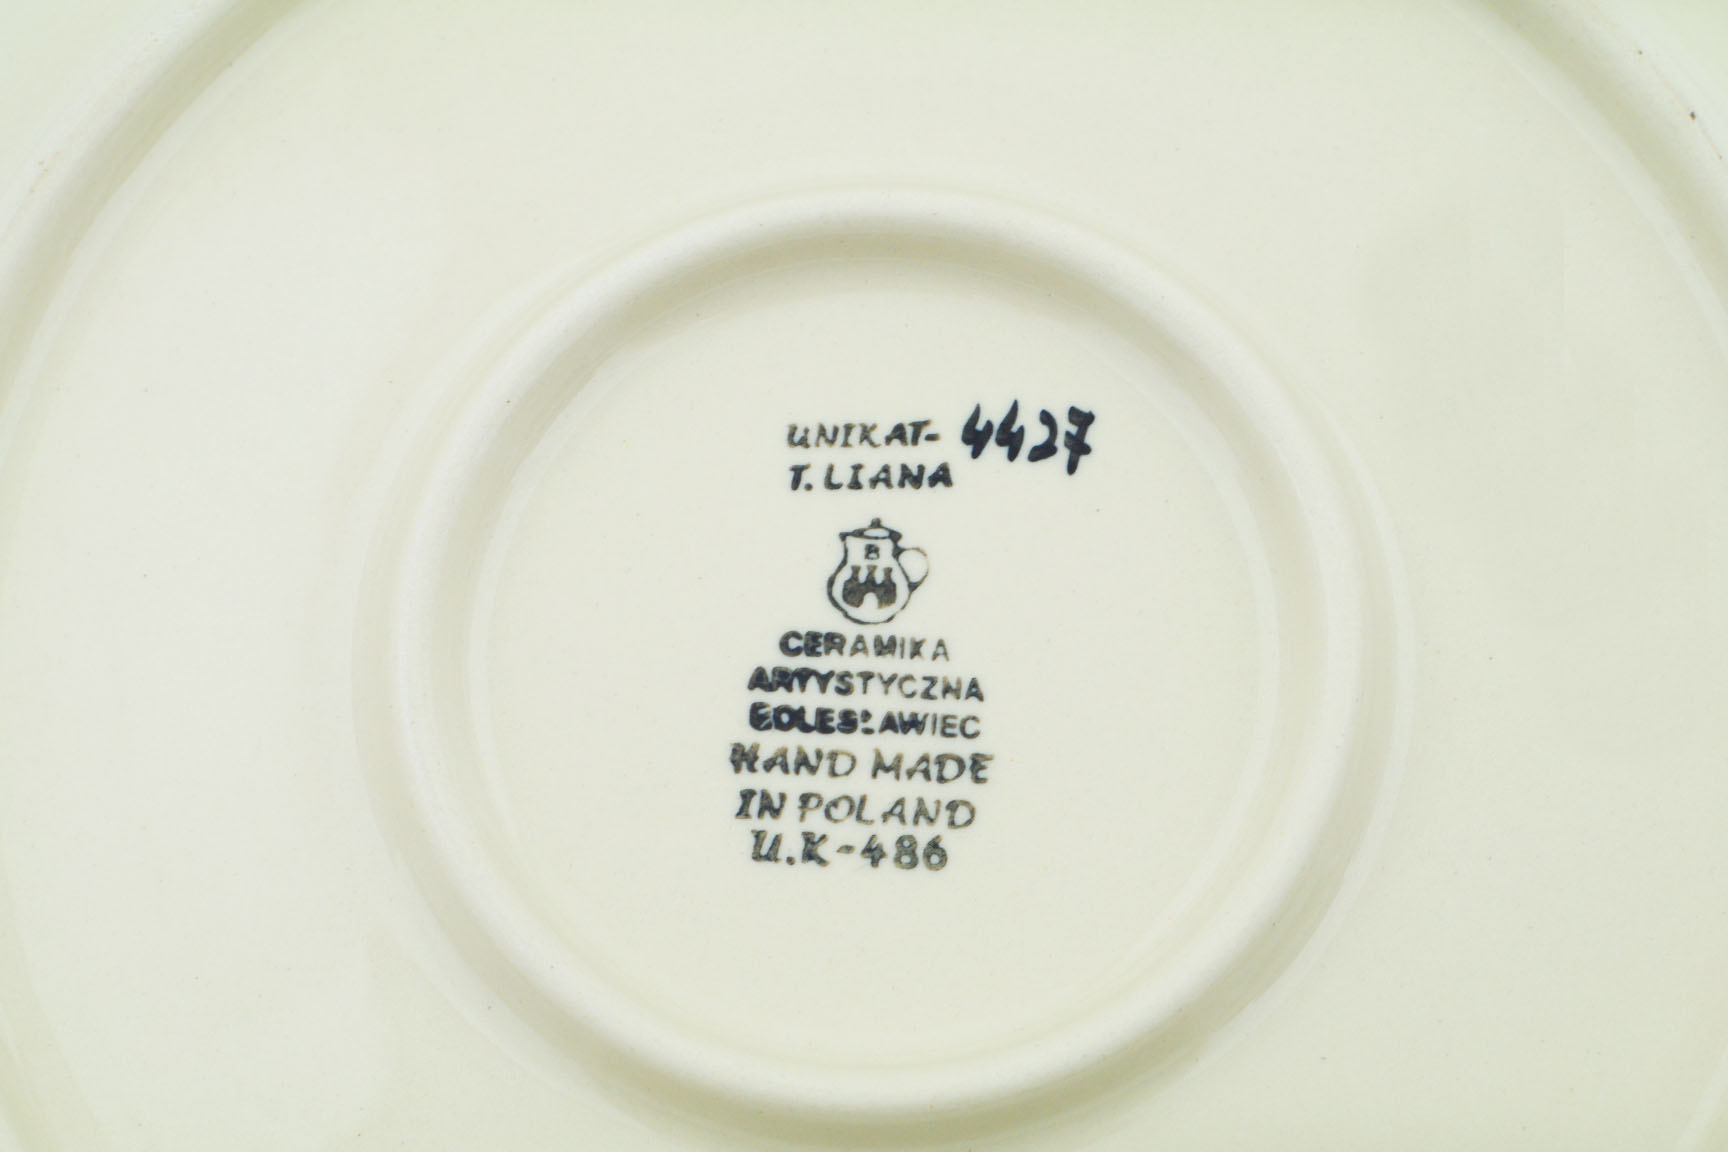 UNIKAT- 4427
T. LIANA
B
CERAMIKA
ARTYSTYCZNA
BOLESŁAWIEC
HAND MADE
IN POLAND
U.K-486